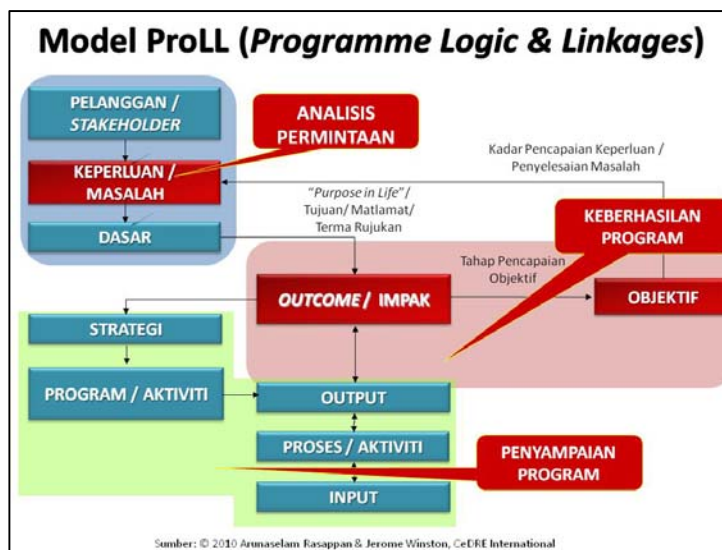 Model ProLL (Programme Logic & Linkages)
PELANGGAN /
STAKEHOLDER
ANALISIS
PERMINTAAN
KEPERLUAN /
MASALAH
Kadar Pencapaian Keperluan /
Penyelesaian Masalah
"Purpose in Life"/
Tujuan/ Matlamat/
Terma Rujukan
DASAR
KEBERHASILAN
PROGRAM
Tahap Pencapaian
Objektif
OUTCOME / IMPAK
OBJEKTIF
STRATEGI
PROGRAM / AKTIVITI
OUTPUT
PROSES / AKTIVITI
PENYAMPAIAN
PROGRAM
INPUT
Sumber: © 2010 Arunaselam Rasappan & Jerome Winston, CeDRE International